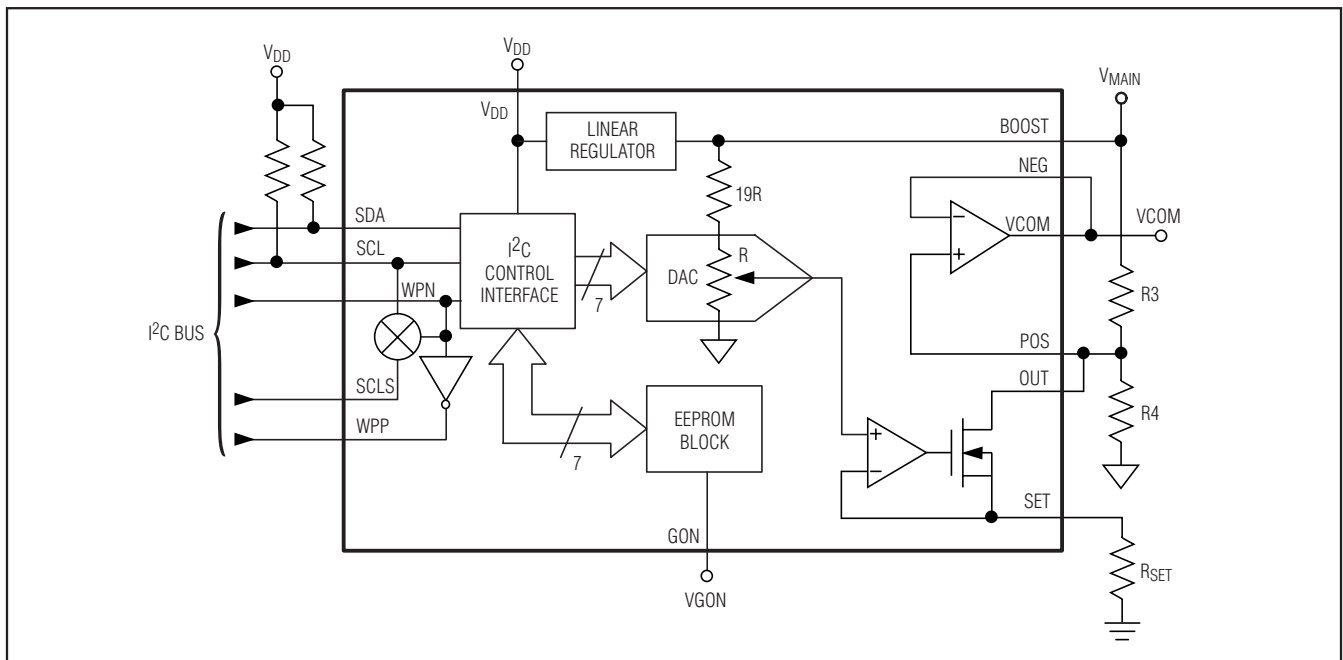 VDD
VDD
VMAIN
VDD
LINEAR
REGULATOR
BOOST
NEG
19R
SDA
SCL
WPN
I2C
CONTROL
INTERFACE
7
DAC
R
VCOM
VCOM
R3
I2C BUS
POS
OUT
SCLS
WPP
EEPROM
BLOCK
7
R4
SET
GON
RSET
VGON